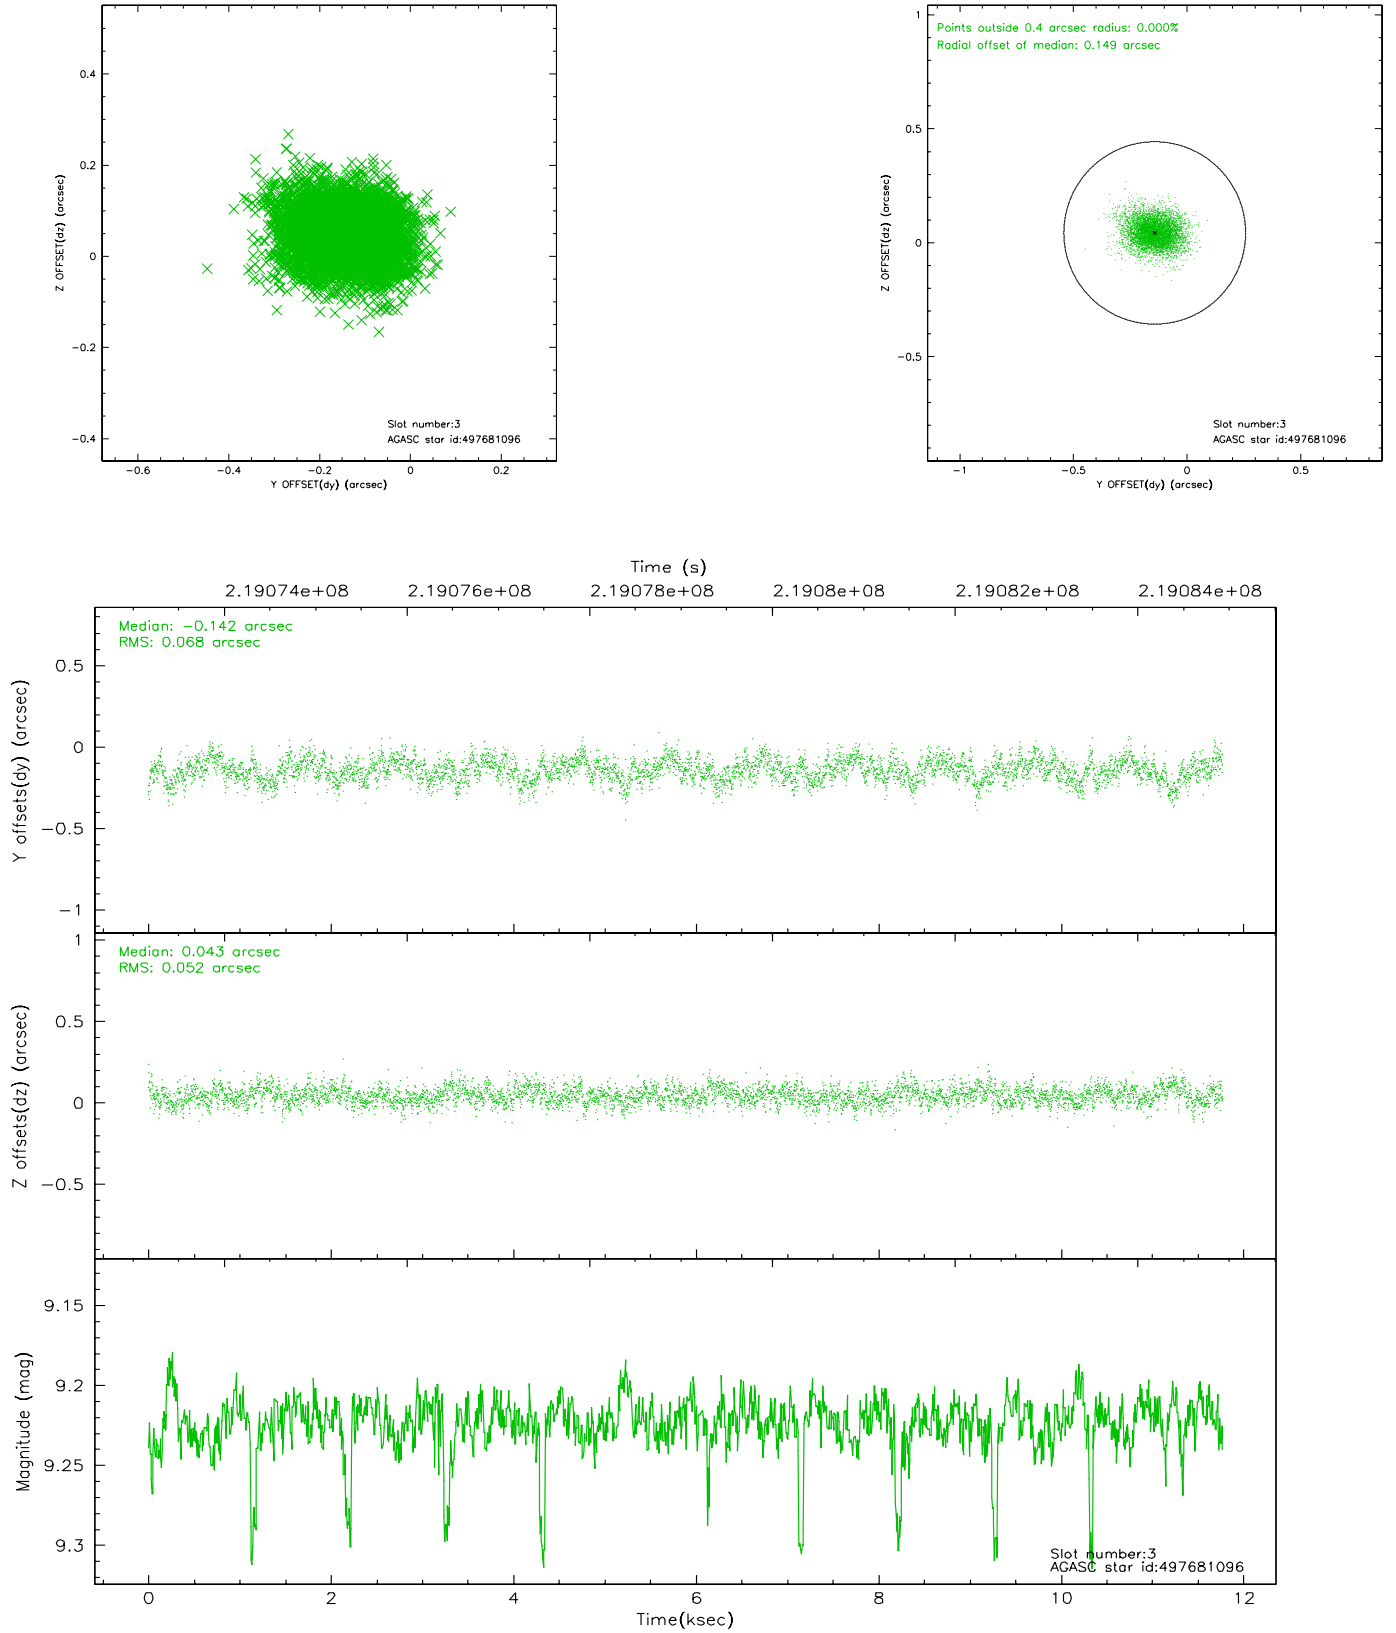 0.4
0.2
0
-0.2
-0.4
Z OFFSET(dz) (arcsec)
-0.6 -0.4 -0.2 0 0.2
Y OFFSET(dy) (arcsec)
Slot number:3
AGASC star id:497681096
Points outside 0.4 arcsec radius: 0.000%
Radial offset of median: 0.149 arcsec
1
0.5
0
-0.5
Z OFFSET(dz) (arcsec)
Slot number:3
AGASC star id:497681096
-1 -0.5 0 0.5
Y OFFSET(dy) (arcsec)
Time (s)
2.19074e+08 2.19076e+08 2.19078e+08 2.1908e+08 2.19082e+08 2.19084e+08
Median: -0.142 arcsec
RMS: 0.068 arcsec
0.5
0
-0.5
-1
Y offsets(dy) (arcsec)
Median: 0.043 arcsec
RMS: 0.052 arcsec
1
0.5
0
-0.5
Z offsets(dz) (arcsec)
9.15
9.2
9.25
9.3
Magnitude (mag)
Slot number:3
AGASC star id:497681096
0 2 4 6 8 10 12
Time(ksec)